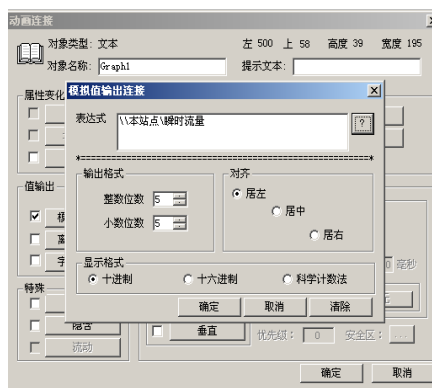 动画连接
对象类型: 文本 左 500 上 58 高度 39 宽度 195
对象名称: Graph1 提示文本:
属性变化
模拟值输出连接
表达式 \\本站点\瞬时流量 ?
输出格式
整数位数 5
小数位数 5
对齐
居左
居中
居右
值输出
显示格式
十进制 十六进制 科学计数法
毫秒
确定 取消 清除
特殊
隐含 垂直 优先级: 0 安全区: ...
流动
确定 取消